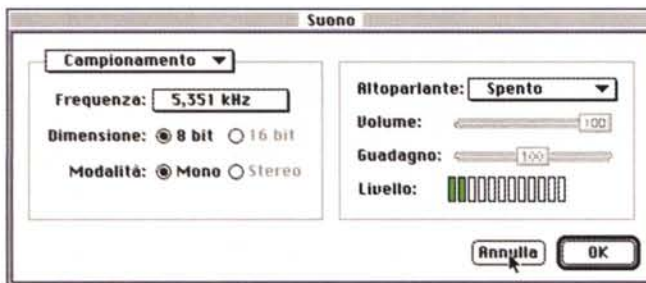 Suono
Campionamento
Frequenza: 5,351 kHz
Dimensione: 8 bit 16 bit
Modalità: Mono Stereo
Altoparlante: Spento
Volume: 100
Guadagno: 100
Livello:
Annulla OK